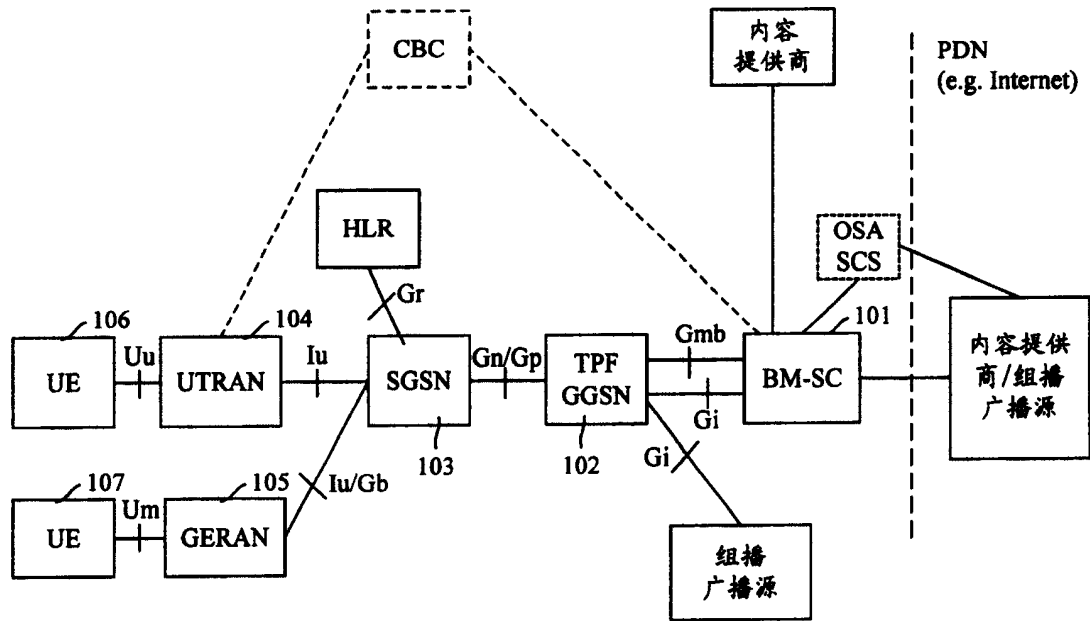 CBC
内容
提供商
PDN
(e.g. Internet)
HLR
OSA
SCS
Gr
106
104
101
Uu
Iu
Gn/Gp
Gmb
UE
UTRAN
SGSN
TPF
GGSN
BM-SC
内容提供
商/组播
广播源
Gi
103
102
Gi
107
105
Iu/Gb
Um
UE
GERAN
组播
广播源